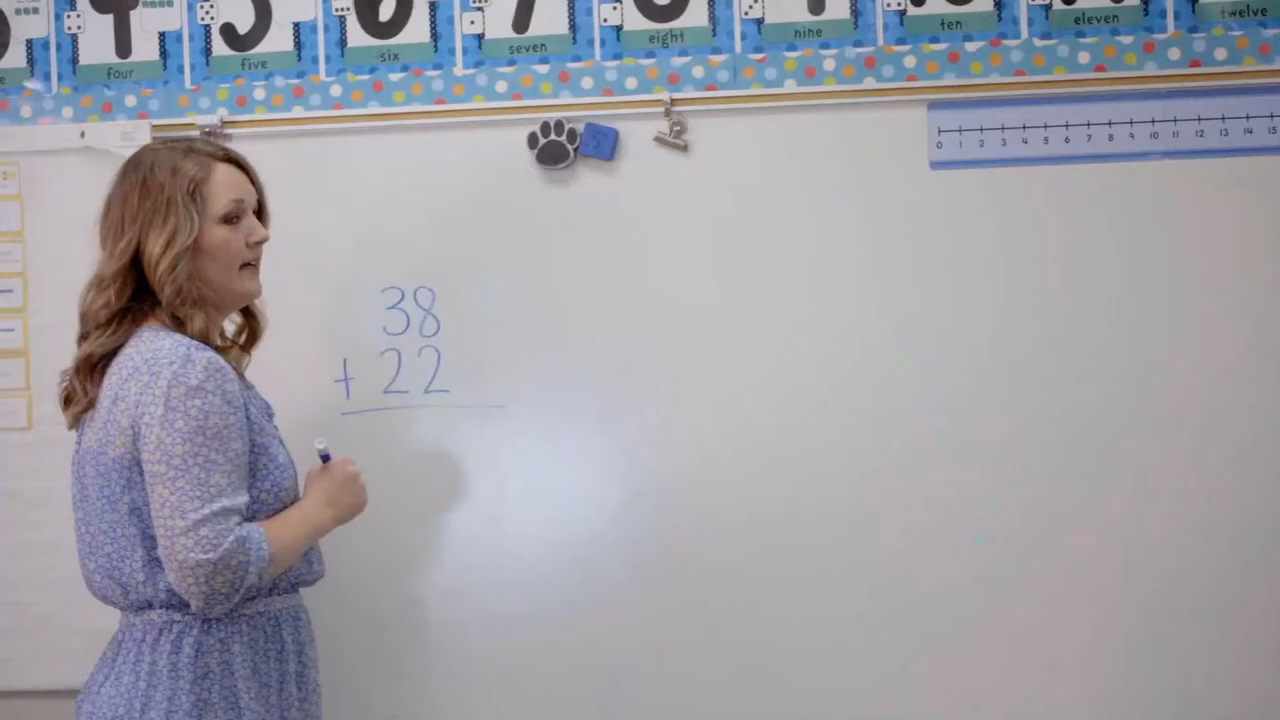 four
five
six
seven
eight
nine
ten
eleven
twelve
0 1 2 3 4 5 6 7 8 9 10 11 12 13 14 15
38
+ 22